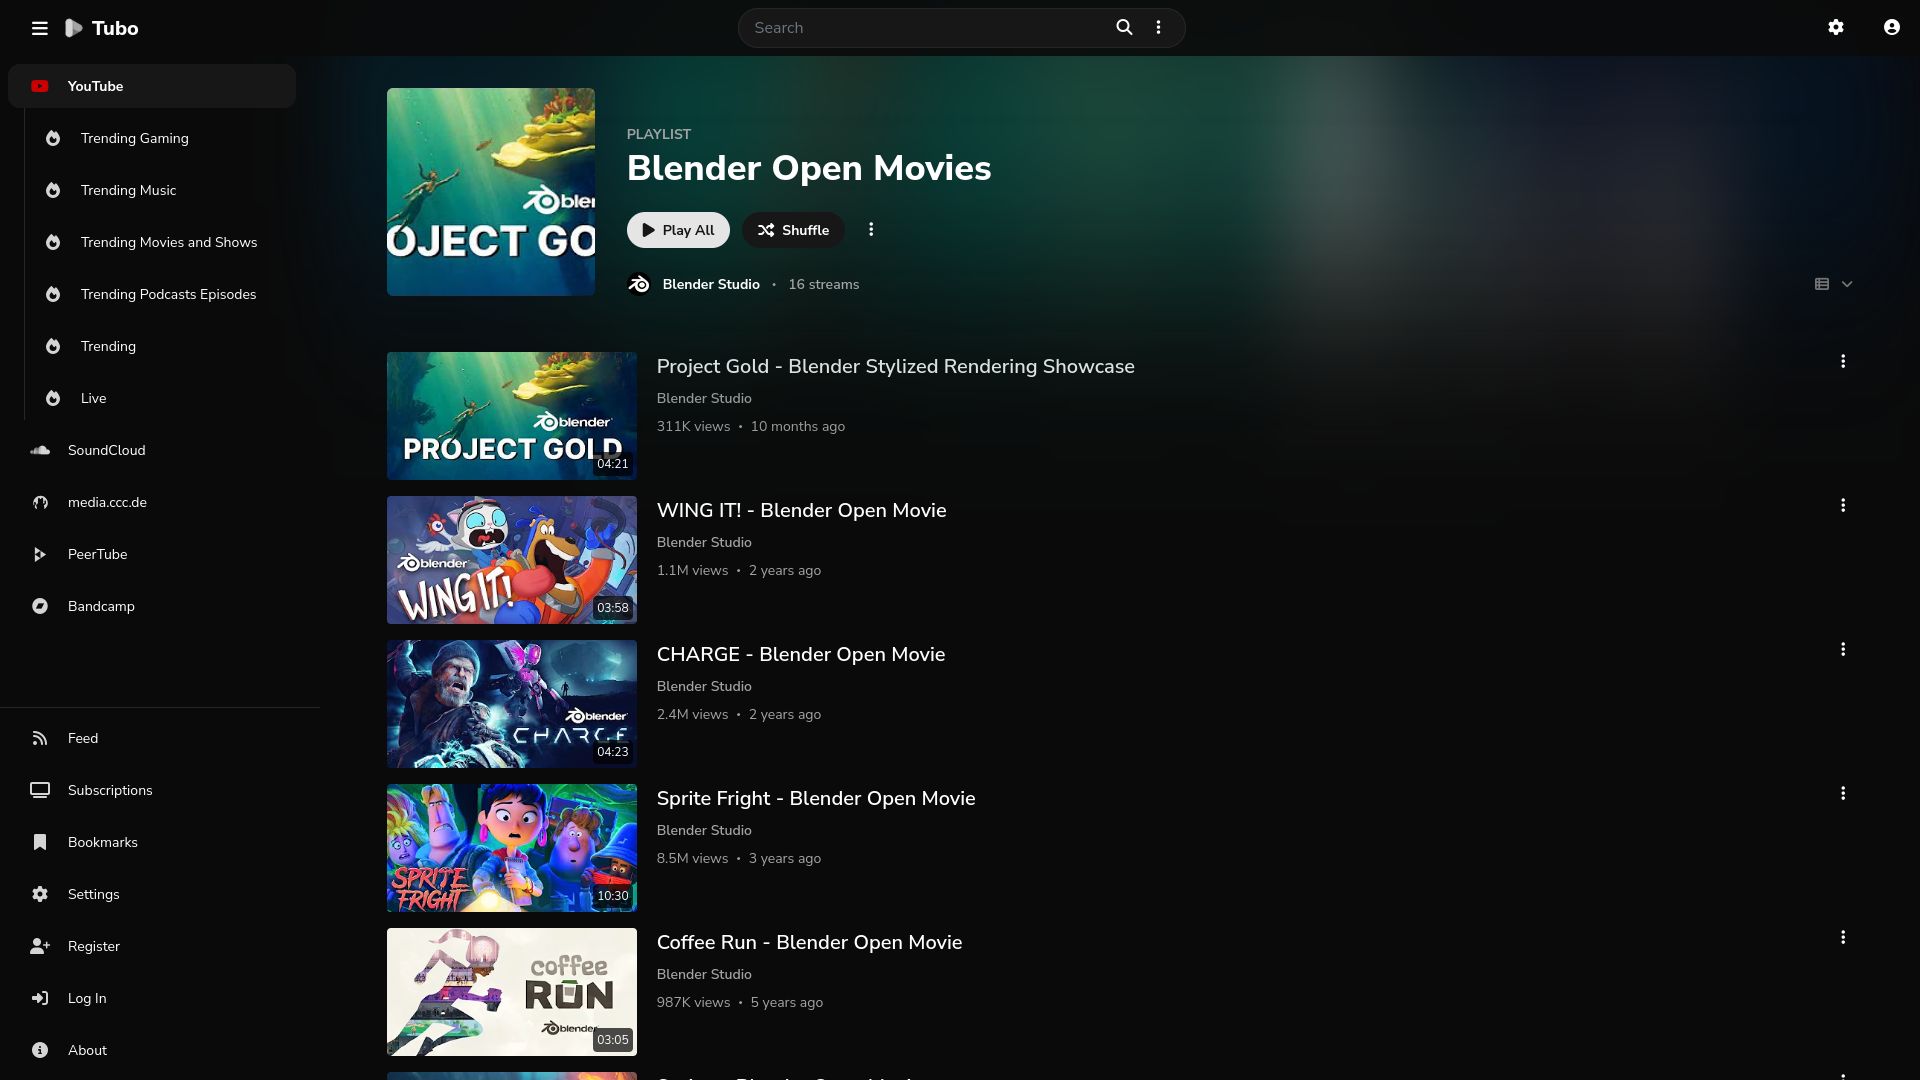 Tubo
Search
YouTube
Trending Gaming
Trending Music
Trending Movies and Shows
Trending Podcasts Episodes
Trending
Live
SoundCloud
media.ccc.de
PeerTube
Bandcamp
Feed
Subscriptions
Bookmarks
Settings
Register
Log In
About
blen
OJECT GO
PLAYLIST
Blender Open Movies
Play All
Shuffle
Blender Studio • 16 streams
blender
PROJECT GOLD
04:21
Project Gold - Blender Stylized Rendering Showcase
Blender Studio
311K views • 10 months ago
blender
WING IT!
03:58
WING IT! - Blender Open Movie
Blender Studio
1.1M views • 2 years ago
blender
CHARGE
04:23
CHARGE - Blender Open Movie
Blender Studio
2.4M views • 2 years ago
SPRITE
FRIGHT
10:30
Sprite Fright - Blender Open Movie
Blender Studio
8.5M views • 3 years ago
coffee
RUN
blender
03:05
Coffee Run - Blender Open Movie
Blender Studio
987K views • 5 years ago